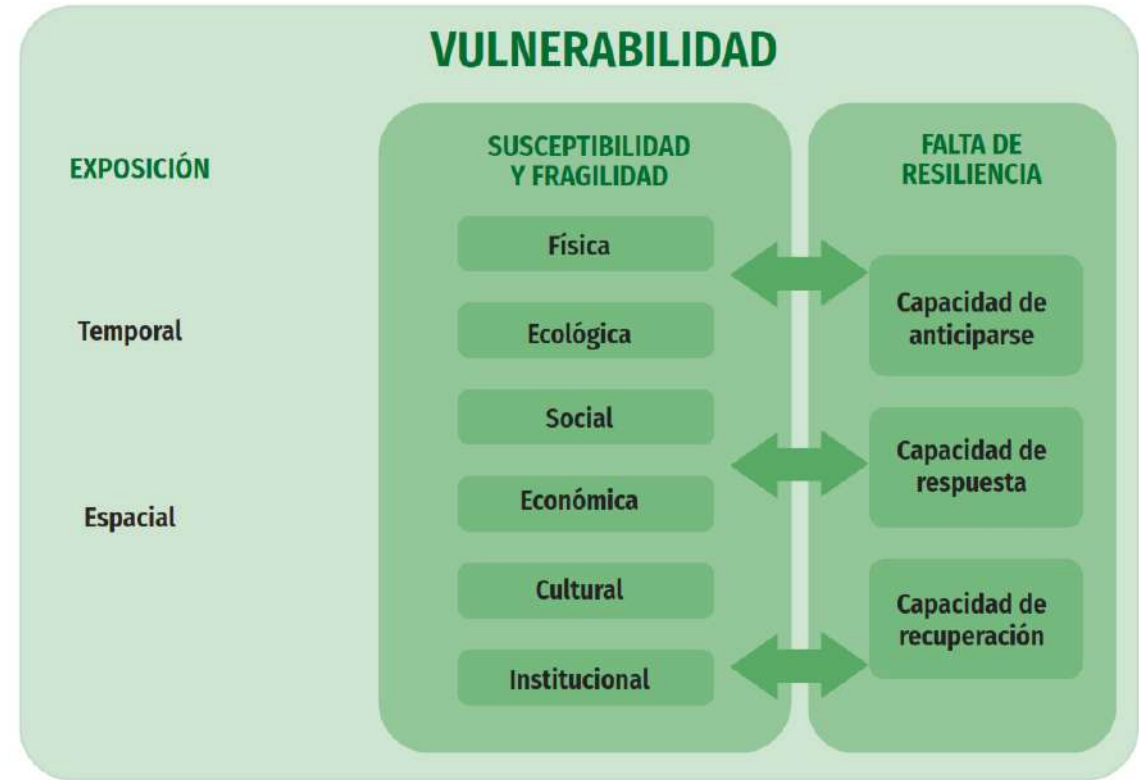 VULNERABILIDAD
EXPOSICIÓN
Temporal
Espacial
SUSCEPTIBILIDAD
Y FRAGILIDAD
Física
Ecológica
Social
Económica
Cultural
Institucional
FALTA DE
RESILIENCIA
Capacidad de
anticiparse
Capacidad de
respuesta
Capacidad de
recuperación